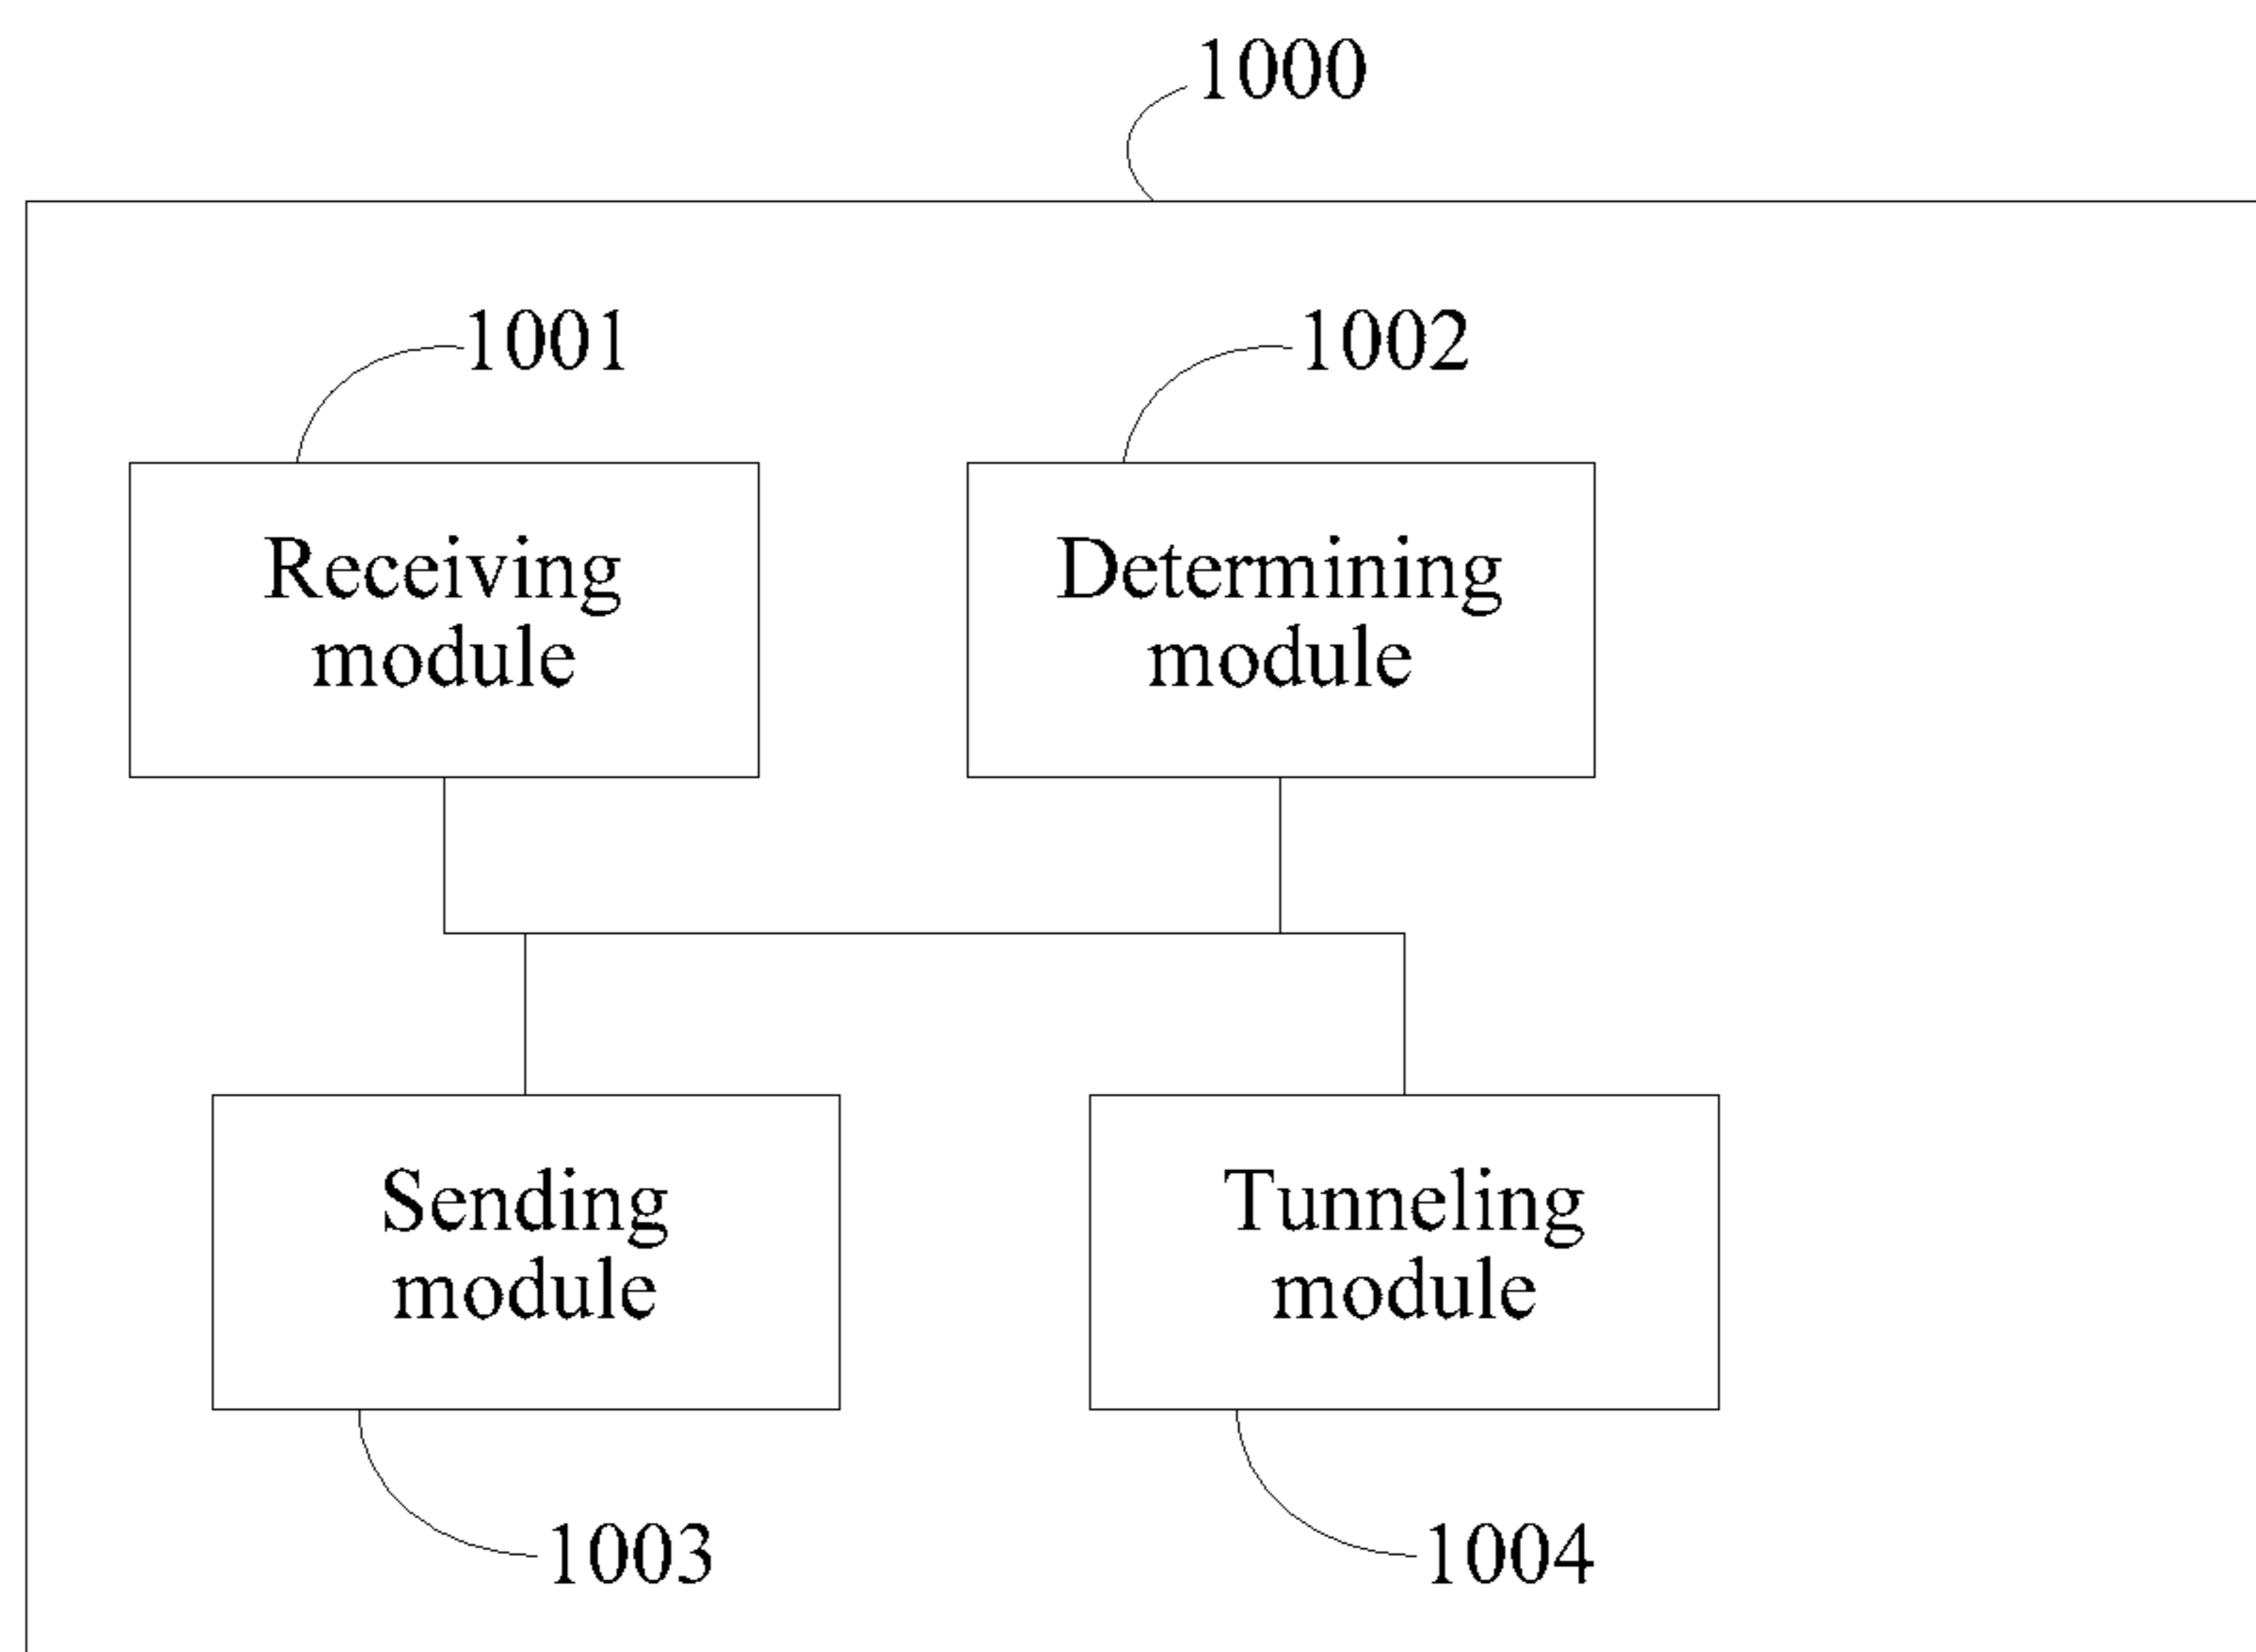 1000
1001
1002
Receiving
module
Determining
module
Sending
module
Tunneling
module
1003
1004